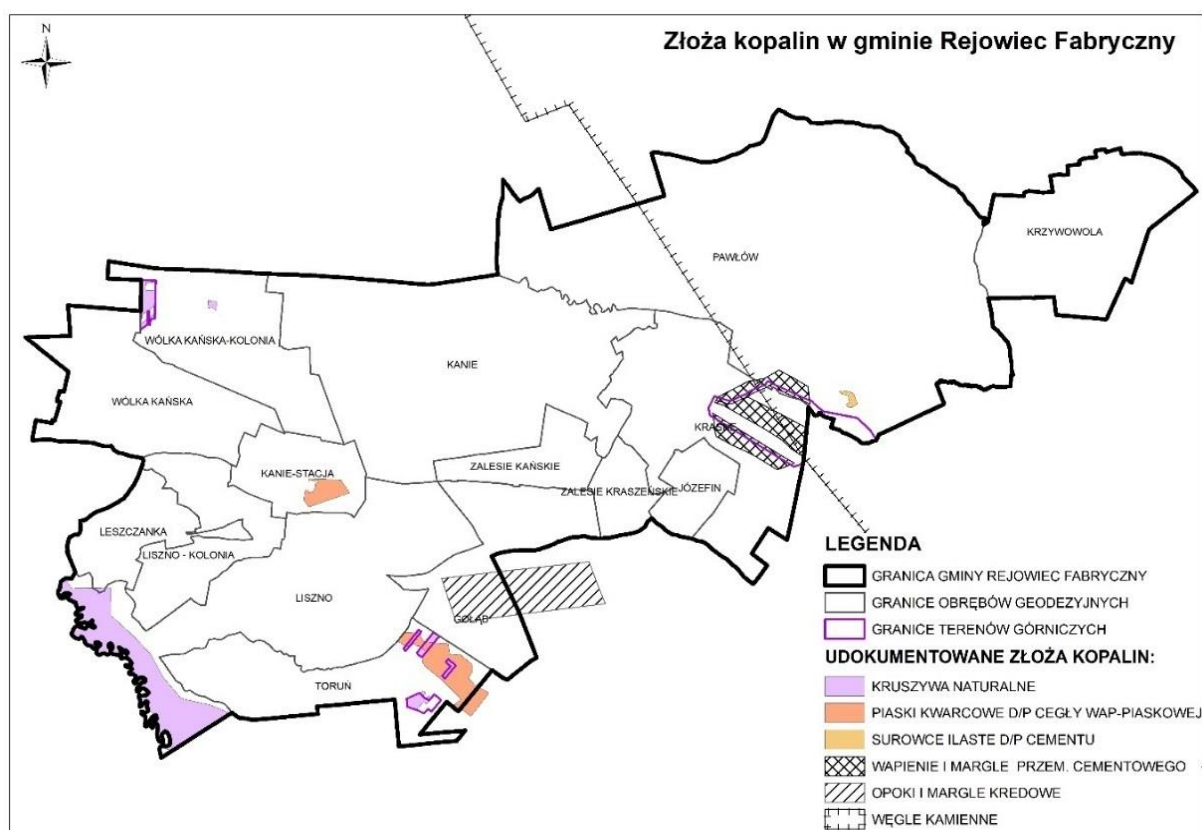 Złoża kopalin w gminie Rejowiec Fabryczny
N
KRZYWOWOLA
PAWŁÓW
WÓLKA KAŃSKA-KOLONIA
KANIE
WÓLKA KAŃSKA
KRASNE
ZALESIE KAŃSKIE
KANIE-STACJA
ZALESIE KRASZEŃSKIE
JÓZEFIN
LESZCZANKA
LISZNO - KOLONIA
LISZNO
GOŁĄB
TORUŃ
LEGENDA
GRANICA GMINY REJOWIEC FABRYCZNY
GRANICE OBRĘBÓW GEODEZYJNYCH
GRANICE TERENÓW GÓRNICZYCH
UDOKUMENTOWANE ZŁOŻA KOPALIN:
KRUSZYWA NATURALNE
PIASKI KWARCOWE D/P CEGŁY WAP-PIASKOWEJ
SUROWCE ILASTE D/P CEMENTU
WAPIENIE I MARGLE PRZEM. CEMENTOWEGO
OPOKI I MARGLE KREDOWE
WĘGLE KAMIENNE